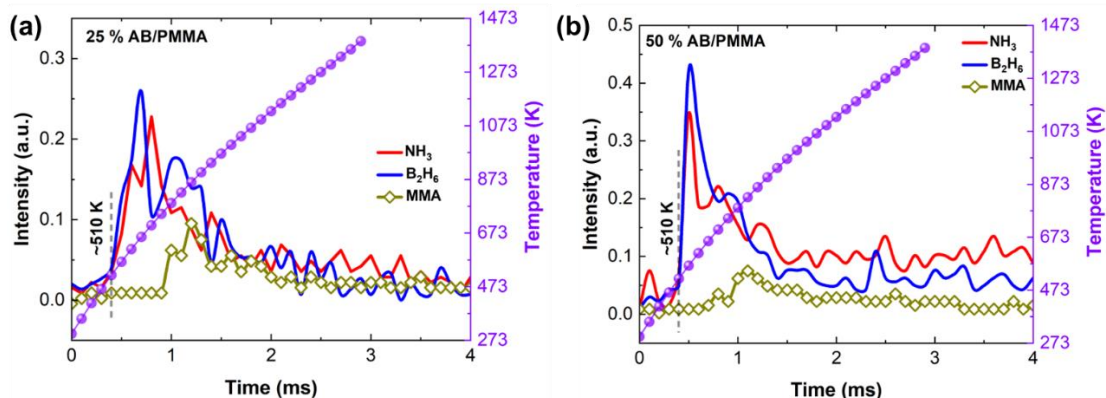 (a)
25 % AB/PMMA
NH₃
B₂H₆
MMA
~510 K
Intensity (a.u.)
0.3
0.2
0.1
0.0
0 1 2 3 4
Time (ms)
1473
1273
1073
873
673
473
273
Temperature (K)
(b)
50 % AB/PMMA
NH₃
B₂H₆
MMA
~510 K
Intensity (a.u.)
0.5
0.4
0.3
0.2
0.1
0.0
0 1 2 3 4
Time (ms)
1473
1273
1073
873
673
473
273
Temperature (K)